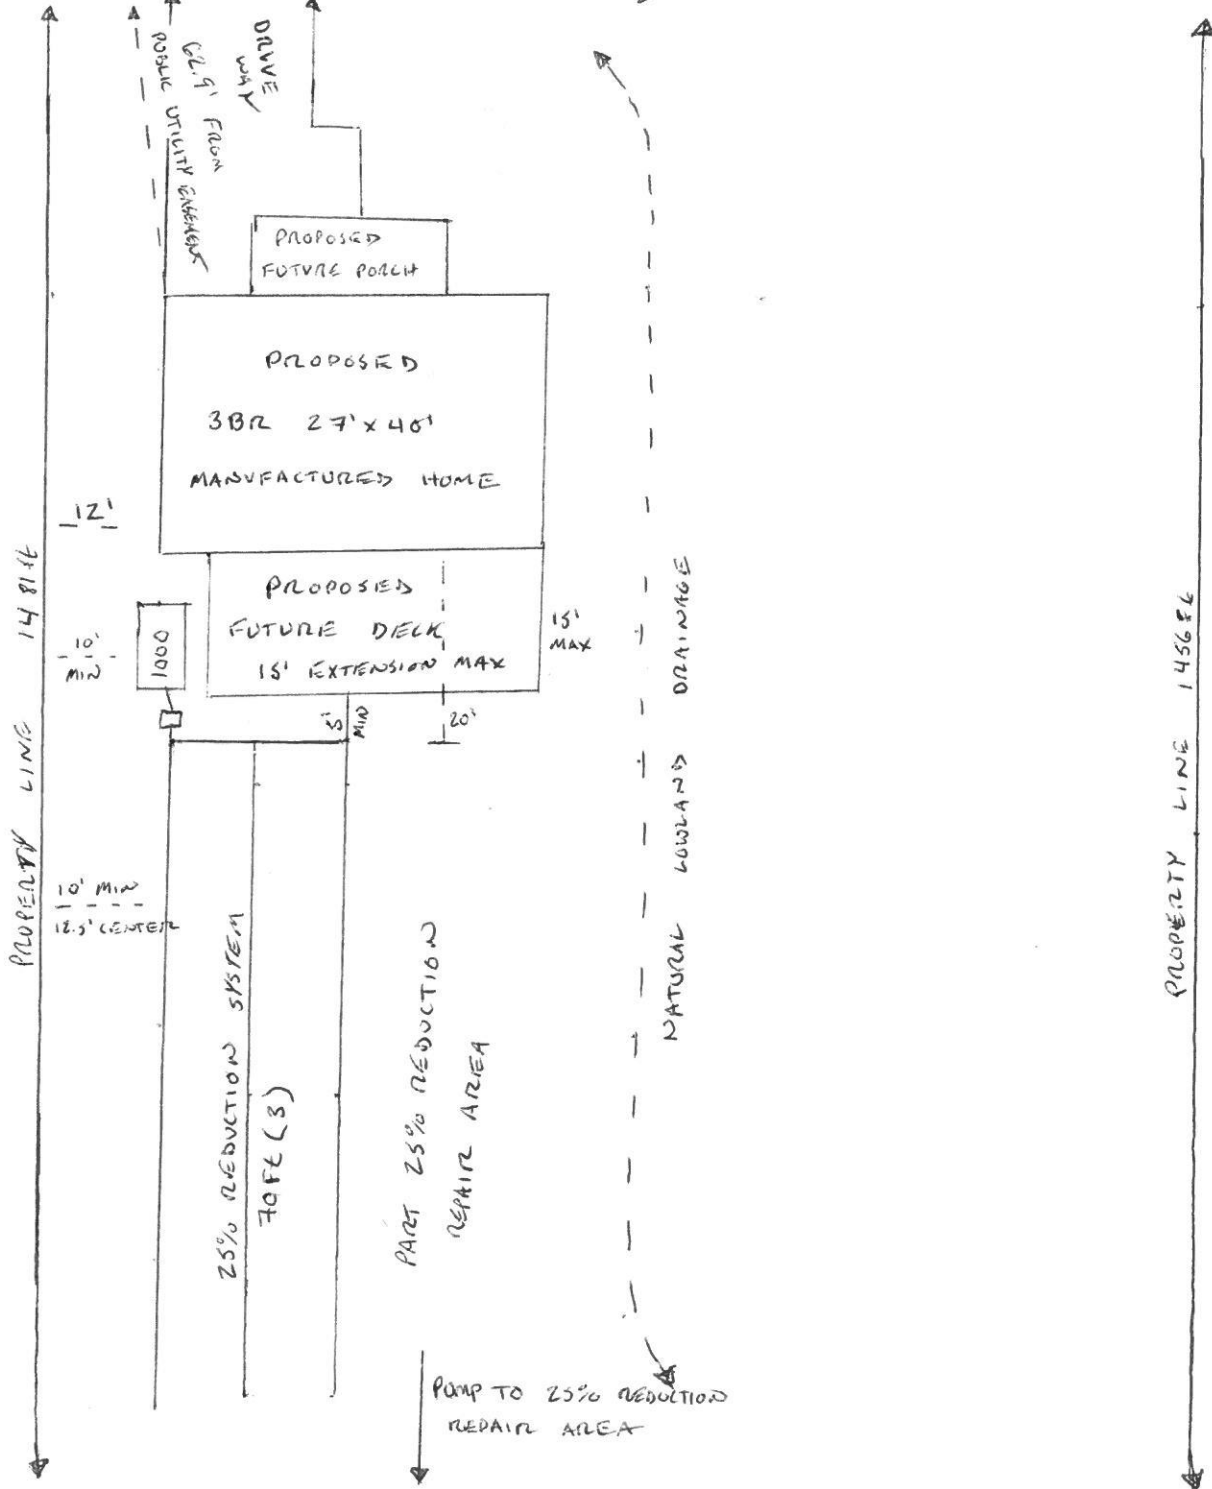 DRIVE
WAY
62.9' FROM
PUBLIC UTILITY EASEMENT
PROPOSED
FUTURE PORCH
PROPOSED
3BR 27' x 40'
MANUFACTURED HOME
12'
PROPOSED
FUTURE DECK
15' EXTENSION MAX
15'
MAX
10'
MIN
1000
5'
MIN
20'
PROPERTY LINE 1481ft
NATURAL LOWLAND DRAINAGE
PROPERTY LINE 1456ft
10' MIN
12.5' CENTER
25% REDUCTION SYSTEM
70Ft (3)
PART 25% REDUCTION
REPAIR AREA
PUMP TO 25% REDUCTION
REPAIR AREA